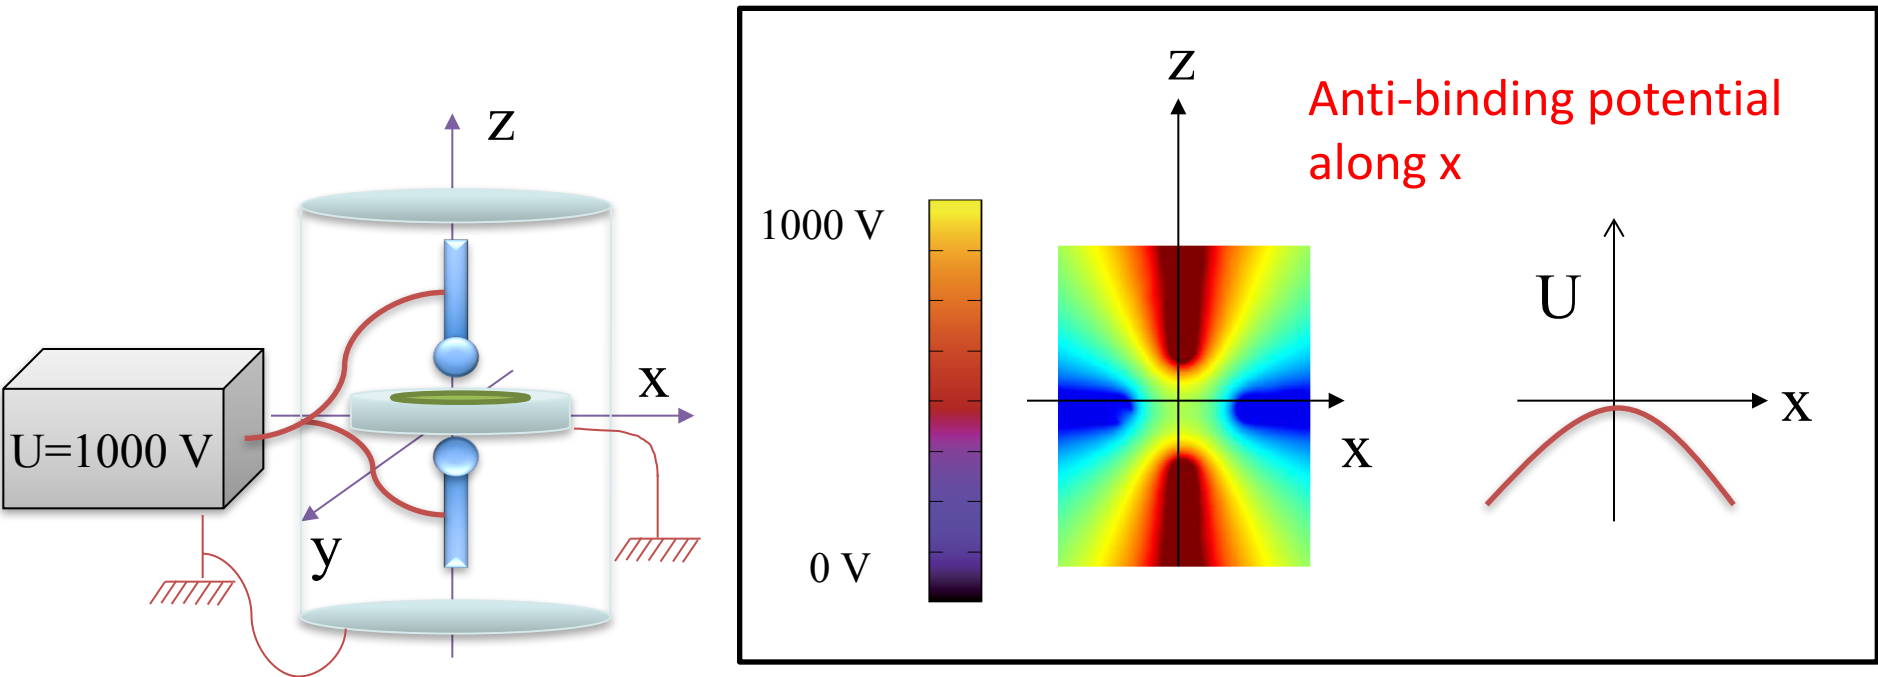 z
x
U=1000 V
y
z
Anti-binding potential
along x
1000 V
U
x
x
0 V